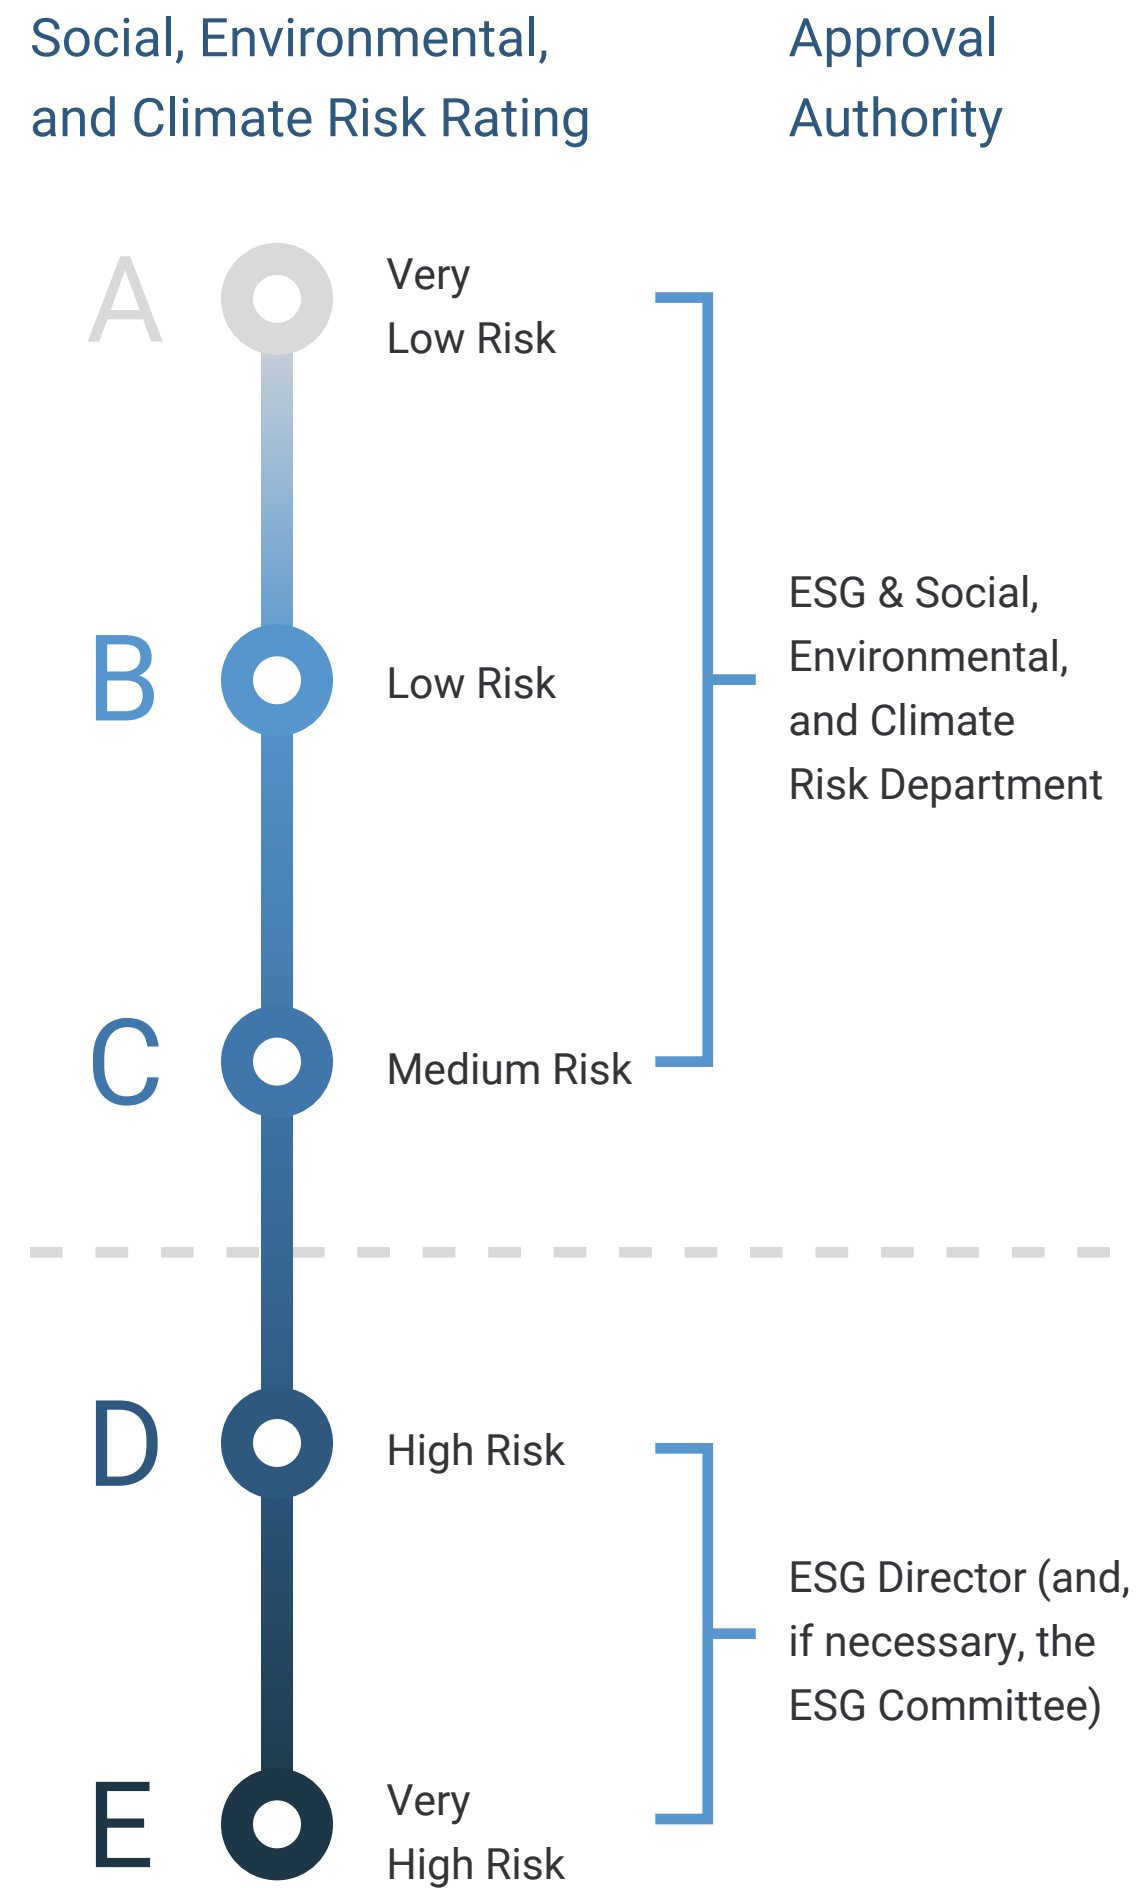 Social, Environmental,
and Climate Risk Rating
Approval
Authority
A
Very
Low Risk
B
Low Risk
ESG & Social,
Environmental,
and Climate
Risk Department
C
Medium Risk
D
High Risk
ESG Director (and,
if necessary, the
ESG Committee)
E
Very
High Risk